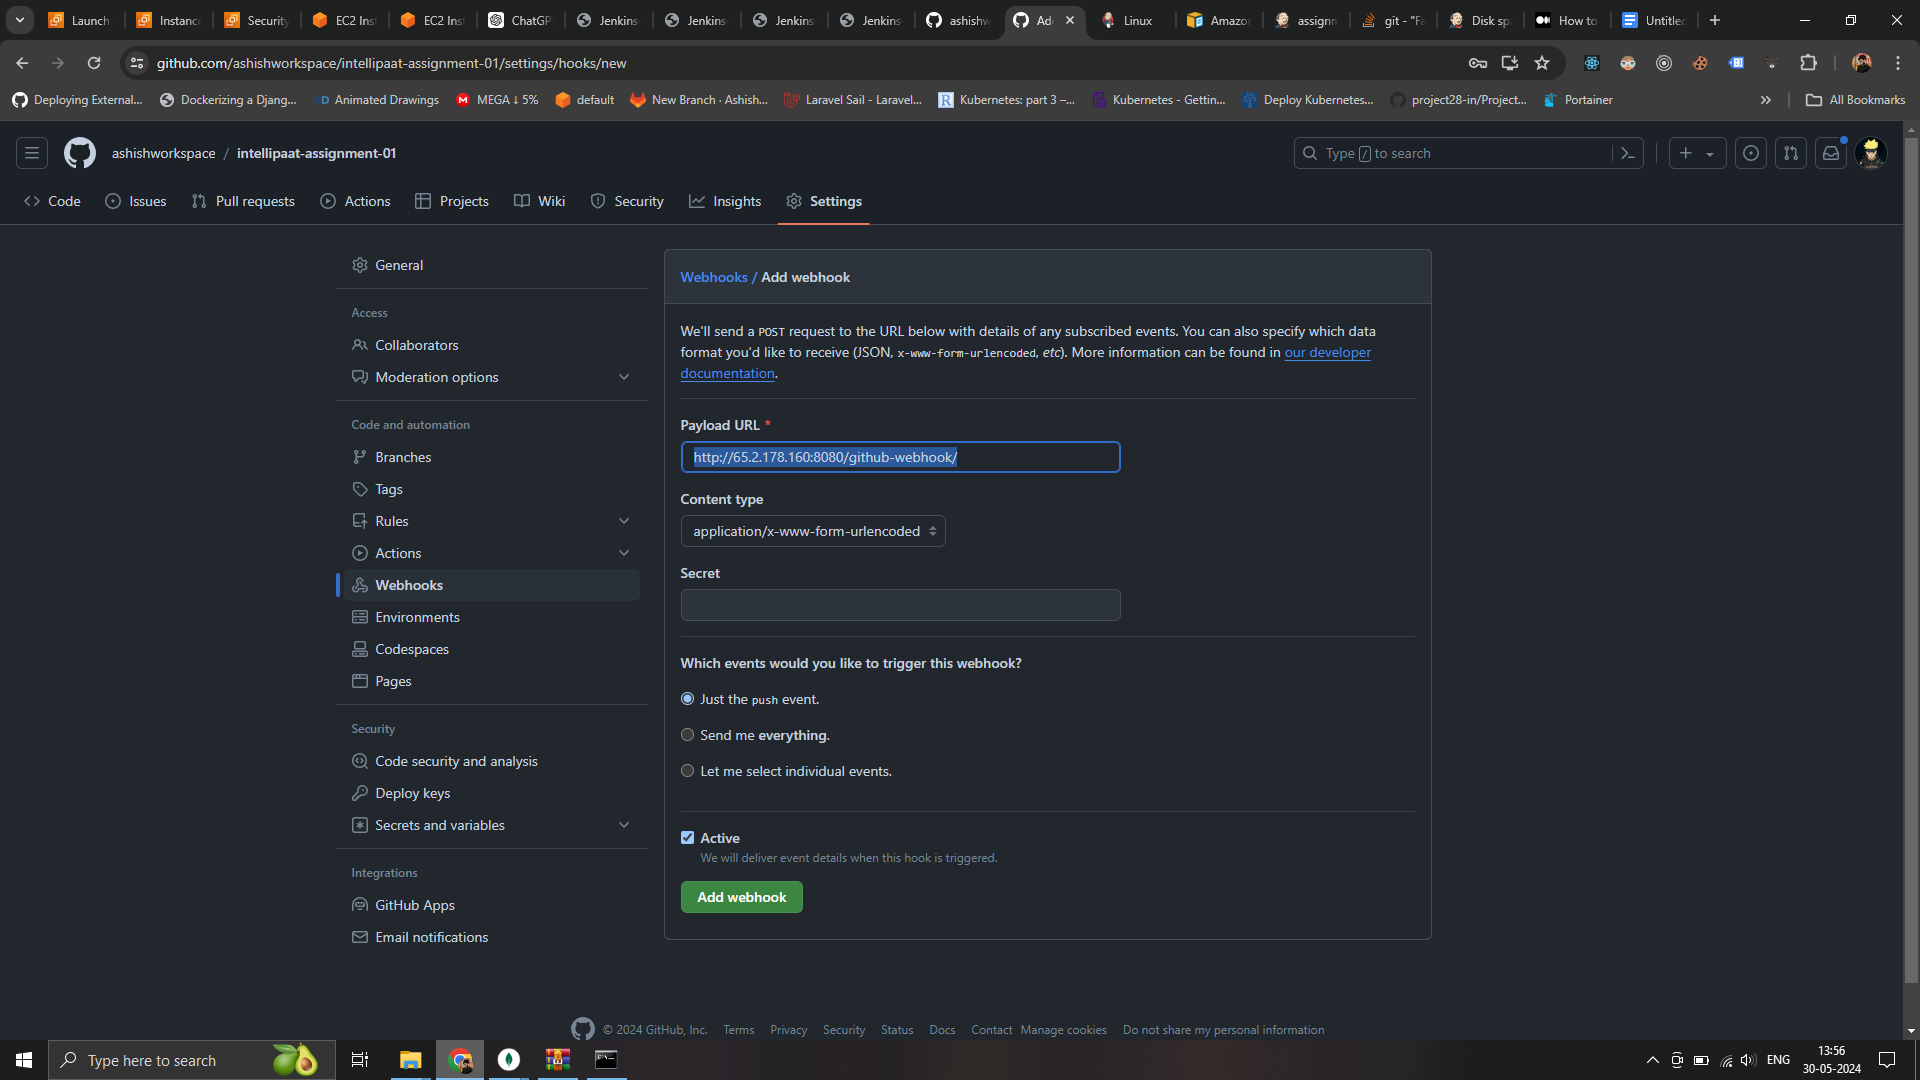 Launch
Instance
Security
EC2 Inst
EC2 Inst
ChatGP
Jenkins-
Jenkins-
Jenkins
Jenkins
ashishw
Ad
Linux
Amazo
assignm
git - "Fa
Disk sp
How to
Untitle
github.com/ashishworkspace/intellipaat-assignment-01/settings/hooks/new
Deploying External...
Dockerizing a Djang...
Animated Drawings
MEGA ↓ 5%
default
New Branch · Ashish...
Laravel Sail - Laravel...
Kubernetes: part 3 –...
Kubernetes - Gettin...
Deploy Kubernetes...
project28-in/Project...
Portainer
All Bookmarks
ashishworkspace / intellipaat-assignment-01
Type / to search
Code
Issues
Pull requests
Actions
Projects
Wiki
Security
Insights
Settings
General
Access
Collaborators
Moderation options
Code and automation
Branches
Tags
Rules
Actions
Webhooks
Environments
Codespaces
Pages
Security
Code security and analysis
Deploy keys
Secrets and variables
Integrations
GitHub Apps
Email notifications
Webhooks / Add webhook
We'll send a POST request to the URL below with details of any subscribed events. You can also specify which data
format you'd like to receive (JSON, x-www-form-urlencoded, etc). More information can be found in our developer
documentation.
Payload URL *
http://65.2.178.160:8080/github-webhook/
Content type
application/x-www-form-urlencoded
Secret
Which events would you like to trigger this webhook?
Just the push event.
Send me everything.
Let me select individual events.
Active
We will deliver event details when this hook is triggered.
Add webhook
© 2024 GitHub, Inc.
Terms
Privacy
Security
Status
Docs
Contact
Manage cookies
Do not share my personal information
Type here to search
ENG
13:56
30-05-2024